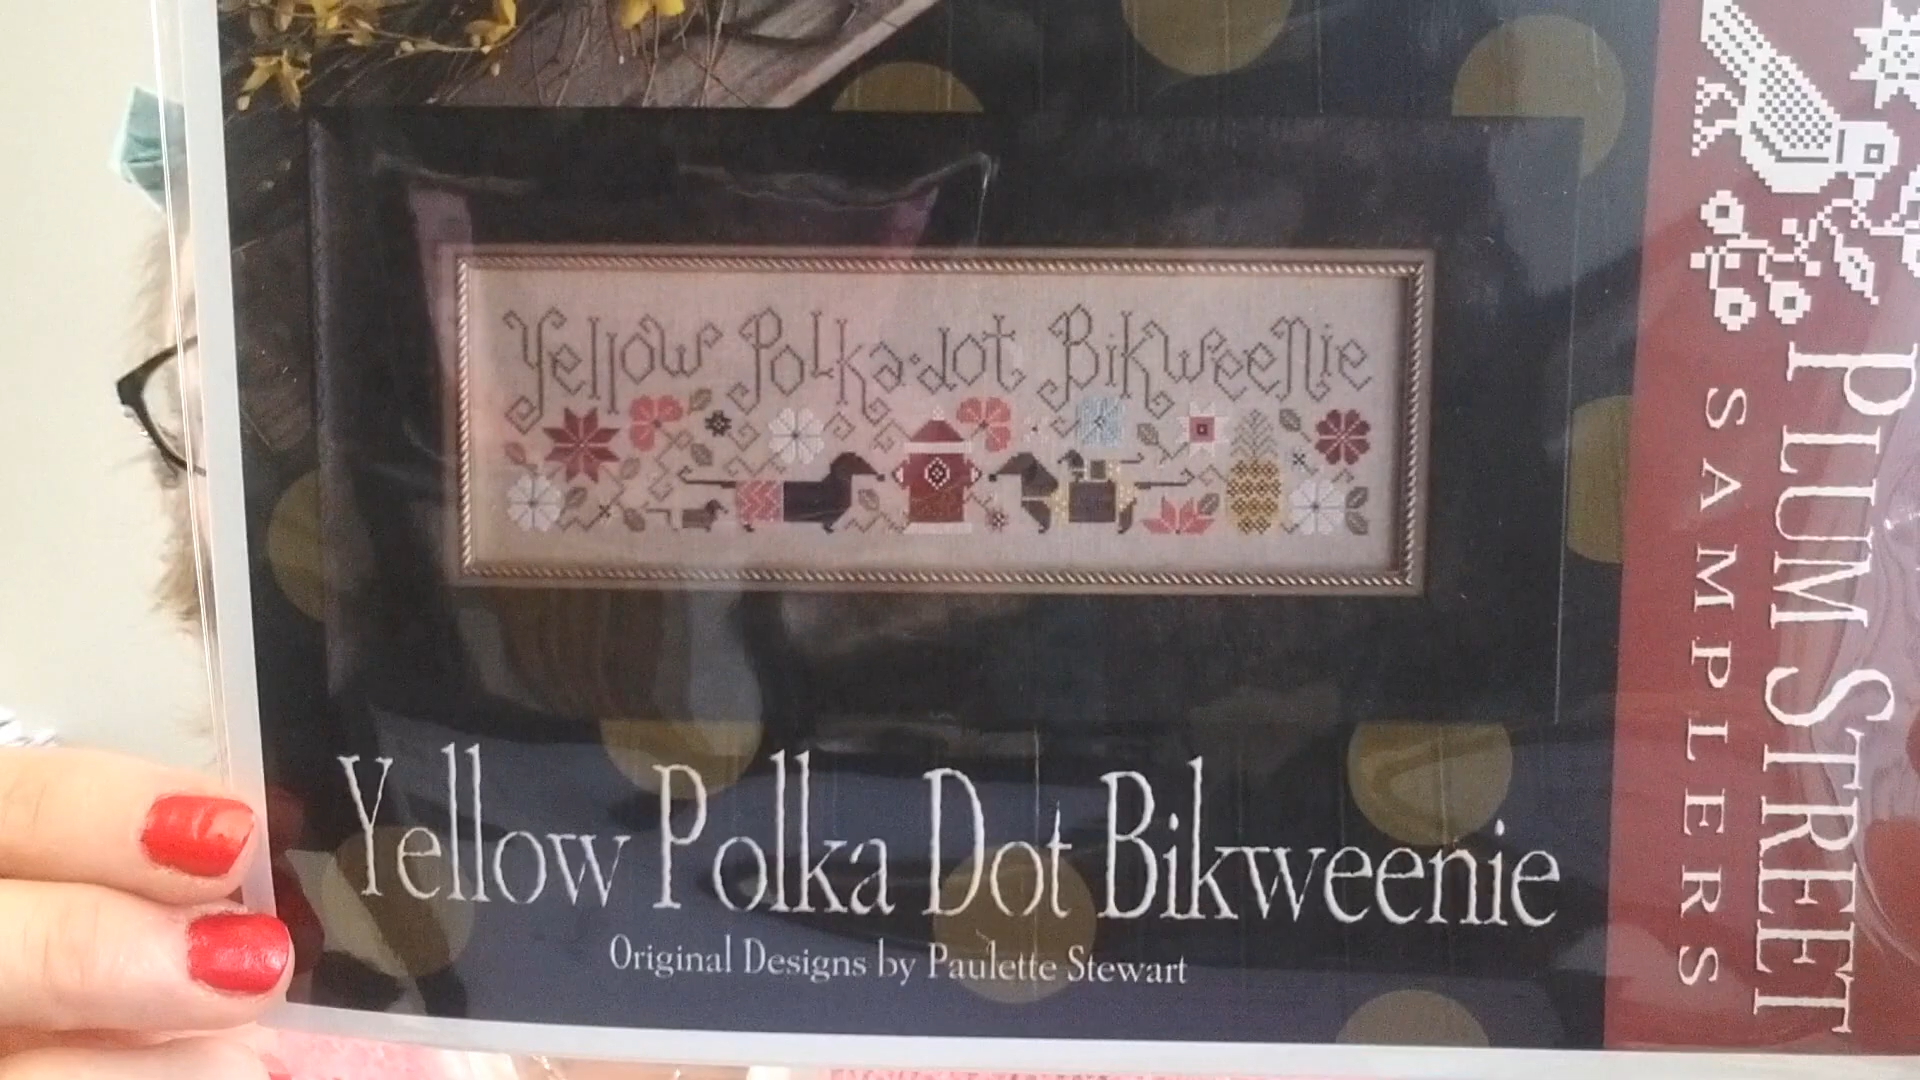 Yellow Polka·dot BikweeNie
Yellow Polka Dot Bikweenie
Original Designs by Paulette Stewart
PLUM STREET
SAMPLERS